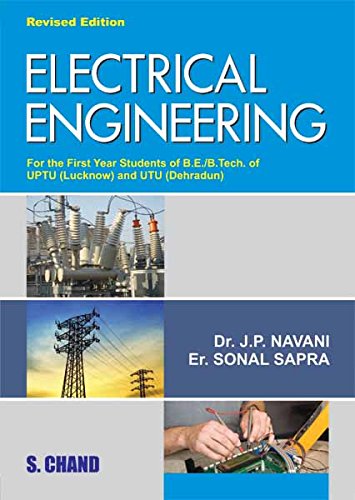 Revised Edition
ELECTRICAL
ENGINEERING
For the First Year Students of B.E./B.Tech. of
UPTU (Lucknow) and UTU (Dehradun)
Dr. J.P. NAVANI
Er. SONAL SAPRA
S. CHAND